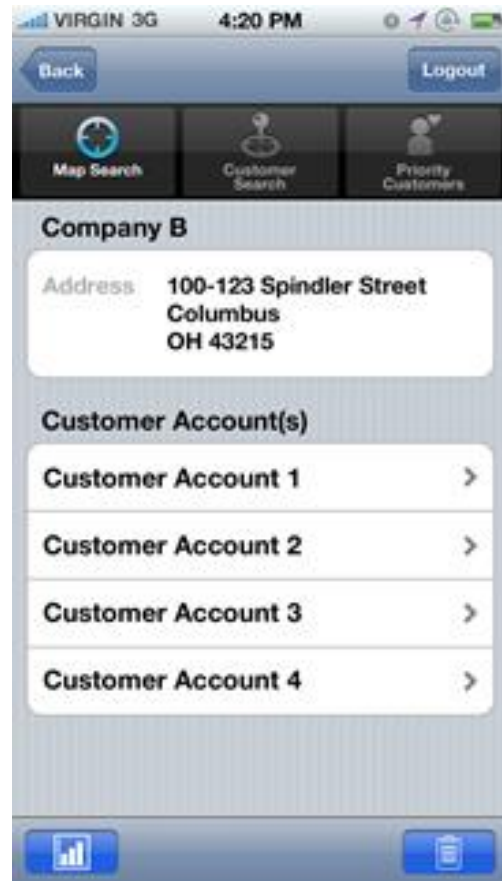 VIRGIN 3G 4:20 PM
Back Logout
Map Search Customer Search Priority Customers
Company B
Address 100-123 Spindler Street
Columbus
OH 43215
Customer Account(s)
Customer Account 1
Customer Account 2
Customer Account 3
Customer Account 4